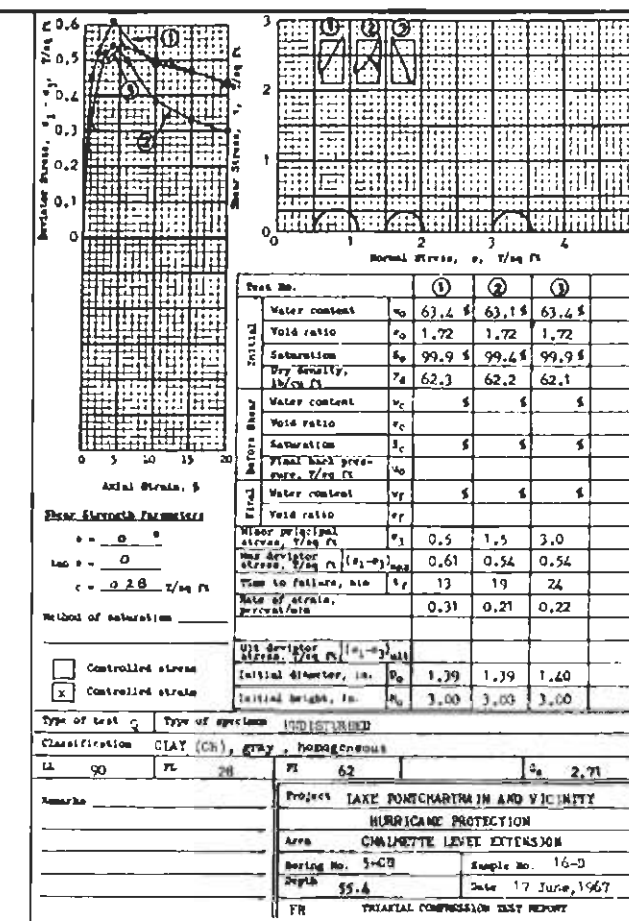 0.6
0.5
0.4
0.3
0.2
0.1
0
Deviator Stress, σ1 - σ3, T/sq ft
① ② ③
0 5 10 15 20
Axial Strain, %
Shear Stress, τ, T/sq ft
3
2
1
0
① ② ③
0 1 2 3 4
Normal Stress, σ, T/sq ft
Shear Strength Parameters
φ = 0 °
tan φ = 0
c = 0.28 T/sq ft
Method of saturation
Controlled stress
x Controlled strain
Test No. ① ② ③
Initial
Water content w0 63.4 % 63.1 % 63.4 %
Void ratio e0 1.72 1.72 1.72
Saturation S0 99.9 % 99.4 % 99.9 %
Dry density, lb/cu ft γd 62.3 62.2 62.1
Before Shear
Water content wc % % %
Void ratio ec
Saturation Sc % % %
Final back pressure, T/sq ft u0
Final
Water content wf % % %
Void ratio ef
Minor principal stress, T/sq ft σ3 0.5 1.5 3.0
Max deviator stress, T/sq ft (σ1-σ3)max 0.61 0.54 0.54
Time to failure, min tf 13 19 24
Rate of strain, percent/min 0.31 0.21 0.22
Ult deviator stress, T/sq ft (σ1-σ3)ult
Initial diameter, in. D0 1.39 1.39 1.40
Initial height, in. H0 3.00 3.00 3.00
Type of test Q Type of specimen UNDISTURBED
Classification CLAY (CH), gray, homogeneous
LL 90 PL 28 PI 62 Gs 2.71
Remarks
Project LAKE PONTCHARTRAIN AND VICINITY
HURRICANE PROTECTION
Area CHALMETTE LEVEE EXTENSION
Boring No. Sample No. 16-D
Depth 55.4 Date 17 June, 1967
FR TRIAXIAL COMPRESSION TEST REPORT